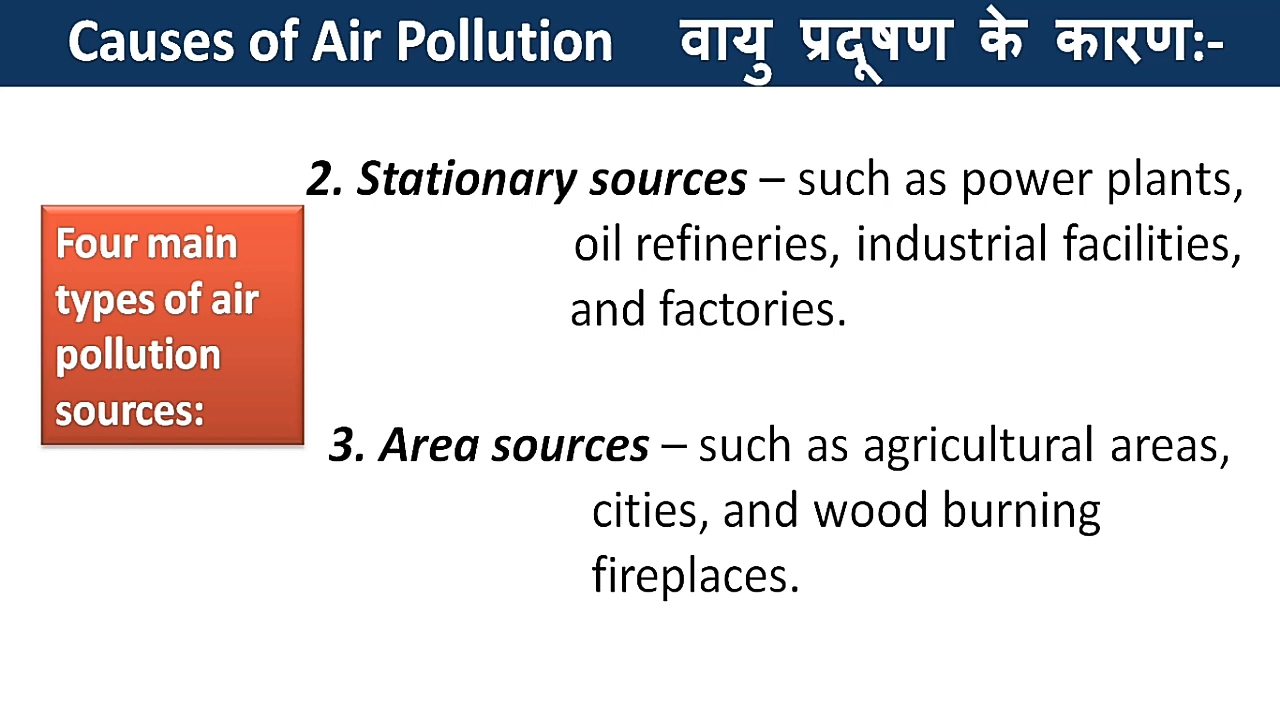 Causes of Air Pollution वायु प्रदूषण के कारण:-
Four main
types of air
pollution
sources:
2. Stationary sources – such as power plants,
oil refineries, industrial facilities,
and factories.
3. Area sources – such as agricultural areas,
cities, and wood burning
fireplaces.